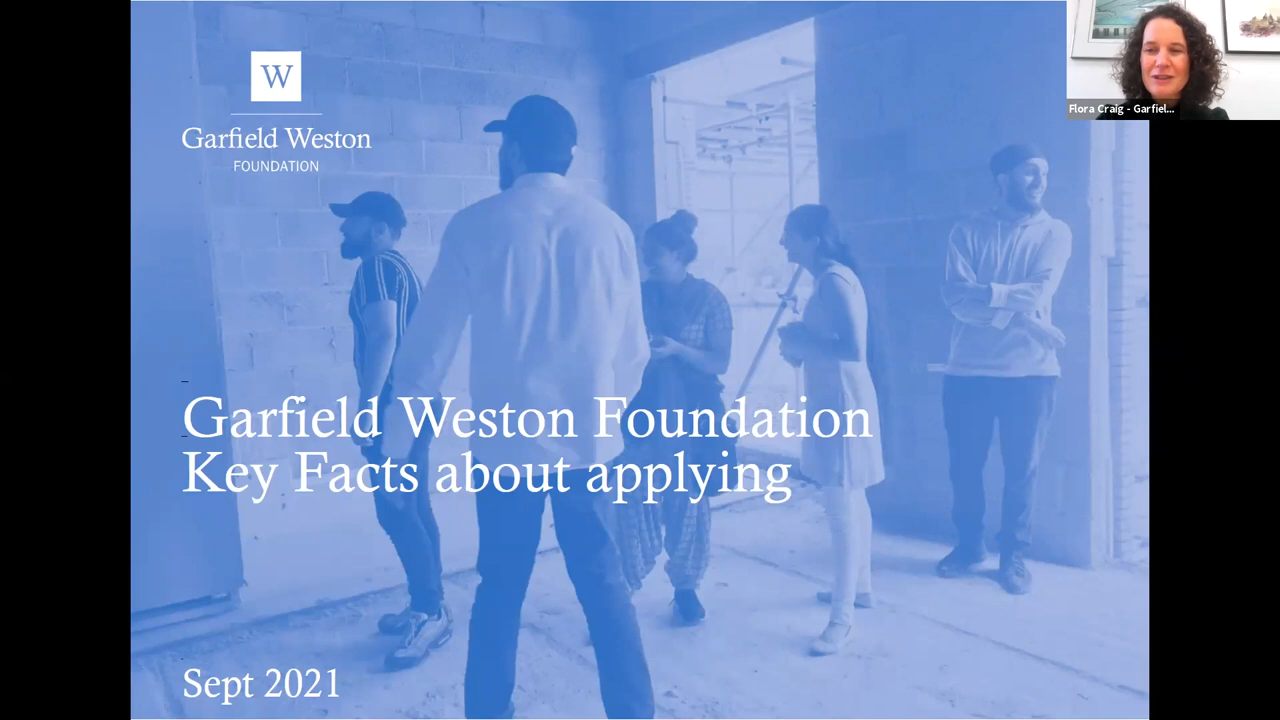 W
Garfield Weston
FOUNDATION
Flora Craig - Garfiel...
Garfield Weston Foundation
Key Facts about applying
Sept 2021